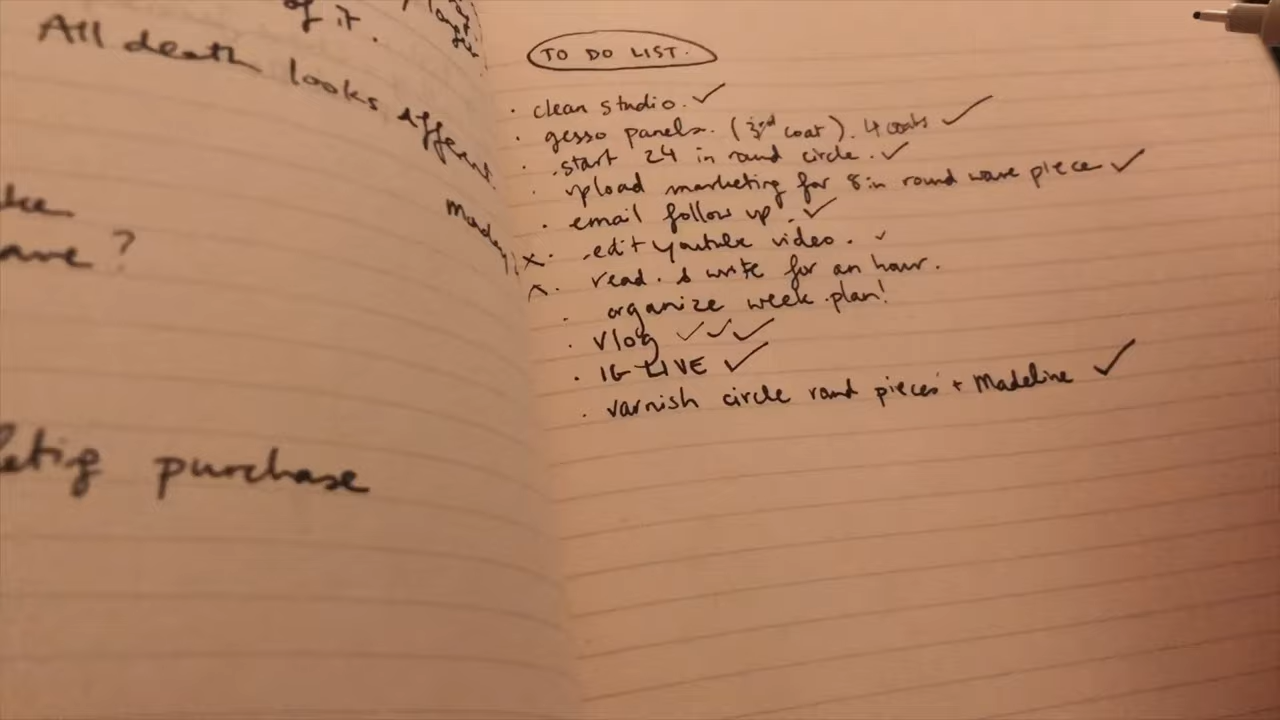 of it.
All death looks different
Monday
?
purchase
TO DO LIST.
· clean studio. ✓
· gesso panels. (3rd coat). 4 coats ✓
· start 24 in round circle. ✓
· upload marketing for 8 in round wave piece ✓
· email follow up. ✓
x · edit youtube video. ✓
x · read & write for an hour.
· organize week plan!
· vlog ✓✓✓
· IG LIVE ✓
· varnish circle round pieces + Madeline ✓